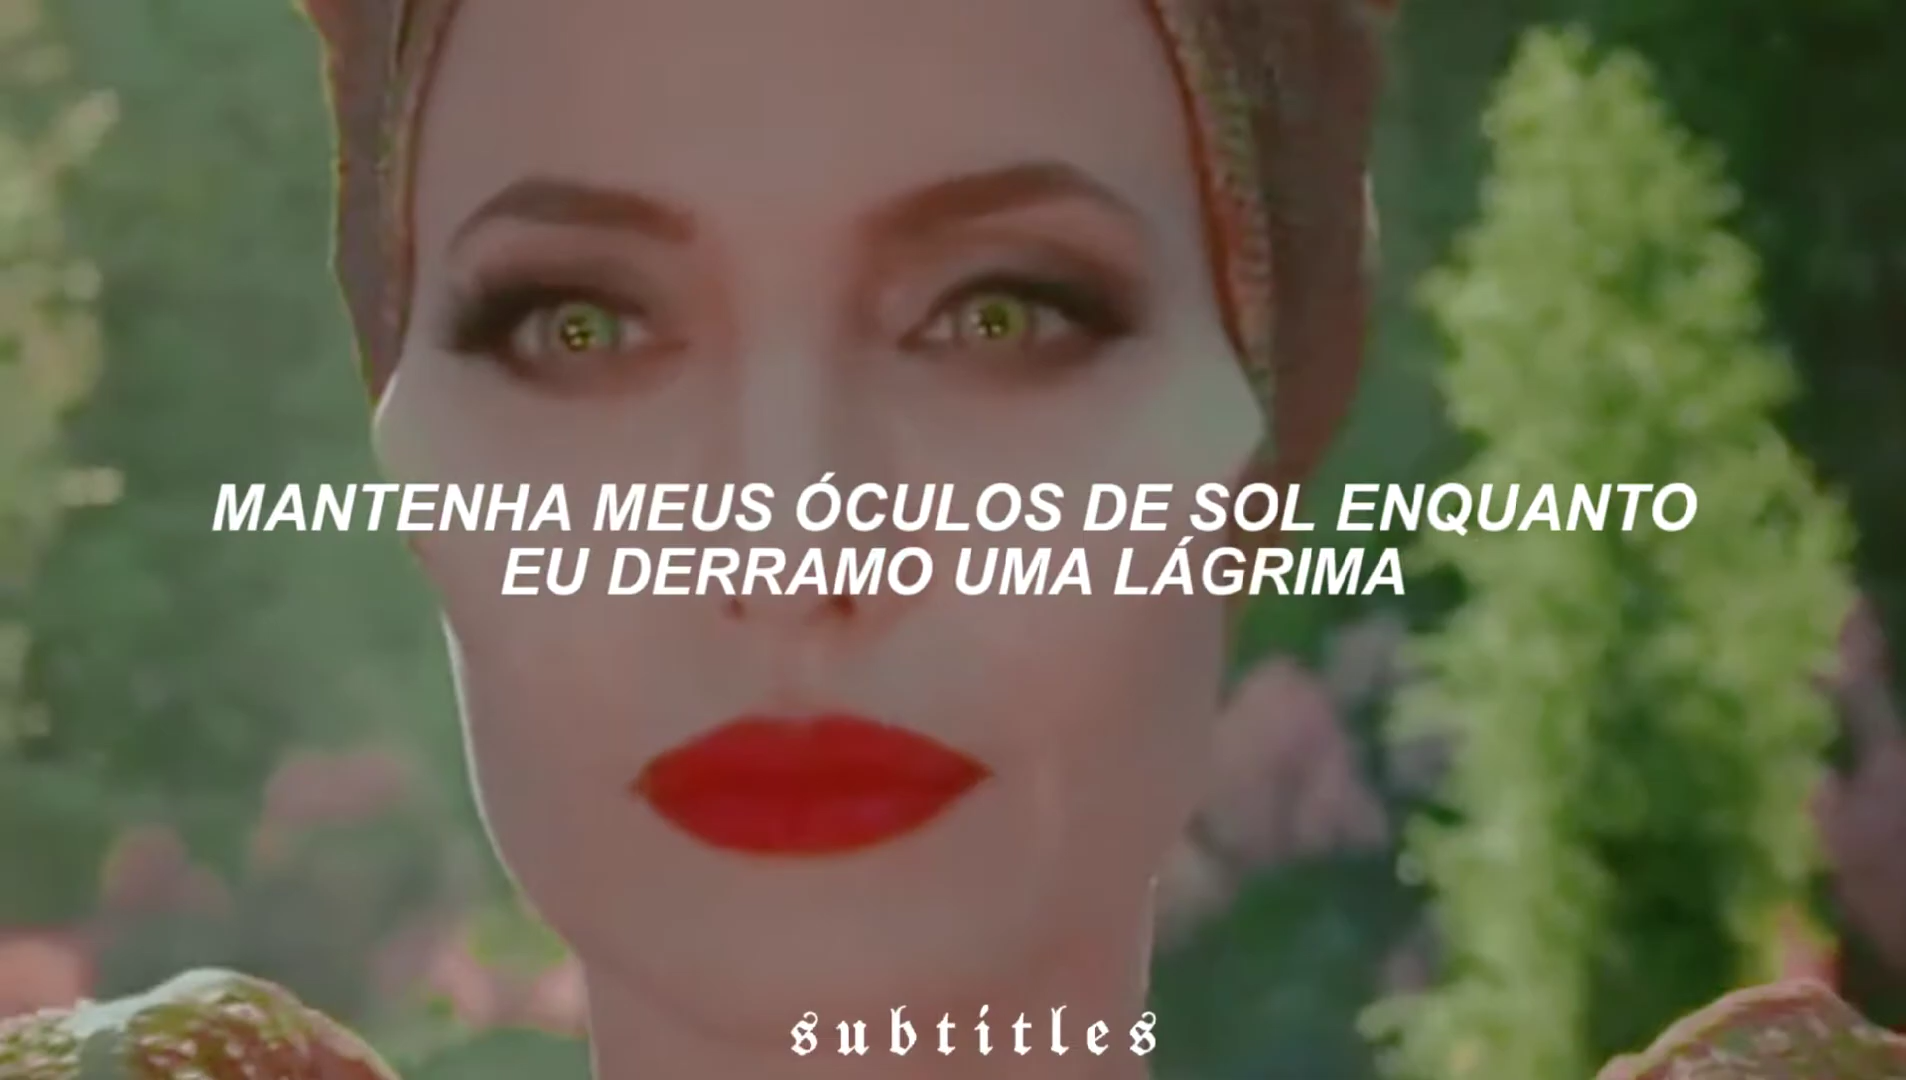 MANTENHA MEUS ÓCULOS DE SOL ENQUANTO
EU DERRAMO UMA LÁGRIMA
subtitles